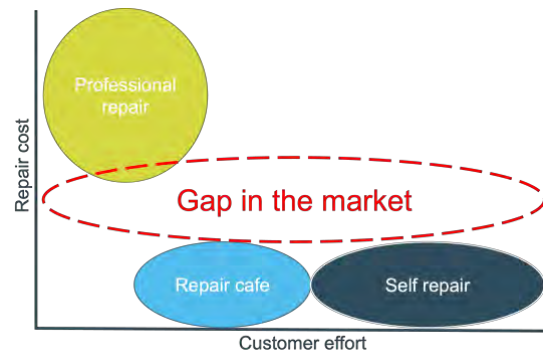 Professional
repair
Repair cost
Gap in the market
Repair cafe
Self repair
Customer effort